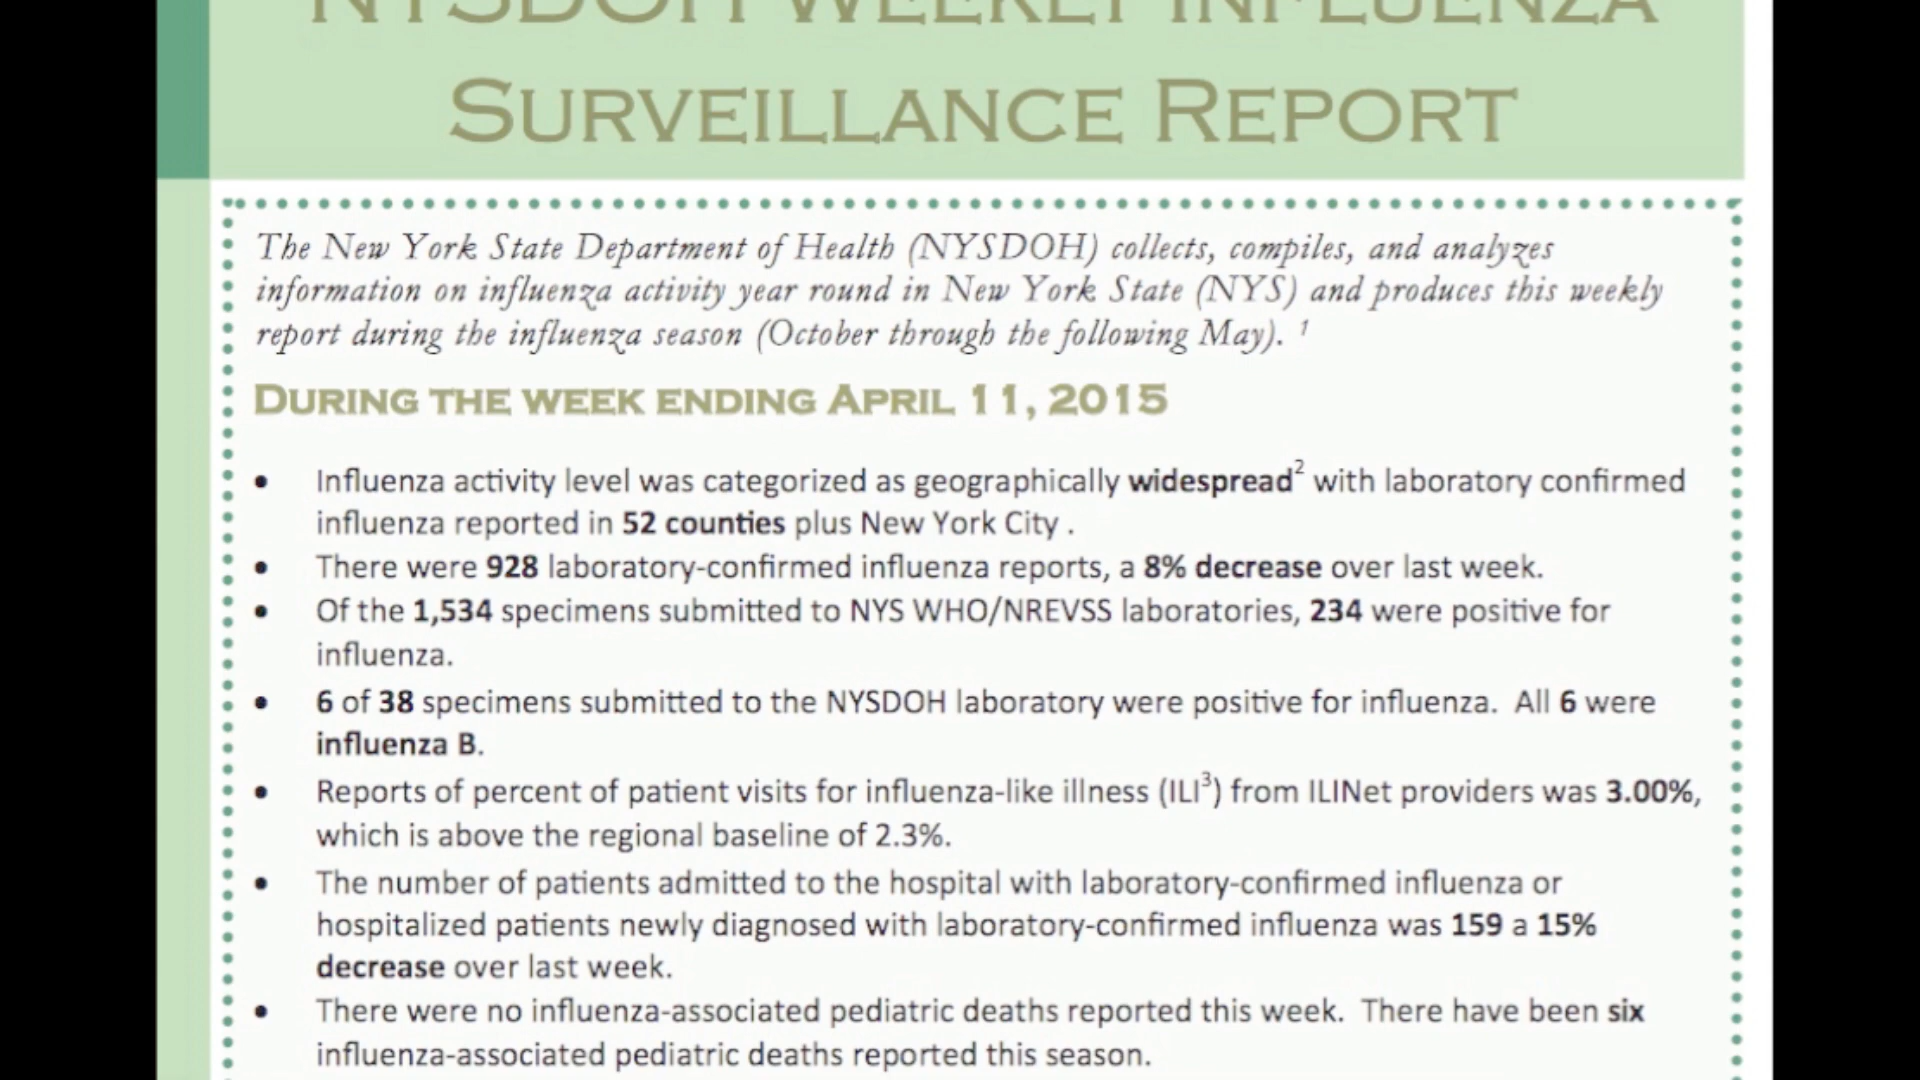 NYSDOH WEEKLY INFLUENZA
SURVEILLANCE REPORT
The New York State Department of Health (NYSDOH) collects, compiles, and analyzes
information on influenza activity year round in New York State (NYS) and produces this weekly
report during the influenza season (October through the following May). 1
DURING THE WEEK ENDING APRIL 11, 2015
• Influenza activity level was categorized as geographically widespread2 with laboratory confirmed
influenza reported in 52 counties plus New York City .
• There were 928 laboratory-confirmed influenza reports, a 8% decrease over last week.
• Of the 1,534 specimens submitted to NYS WHO/NREVSS laboratories, 234 were positive for
influenza.
• 6 of 38 specimens submitted to the NYSDOH laboratory were positive for influenza. All 6 were
influenza B.
• Reports of percent of patient visits for influenza-like illness (ILI3) from ILINet providers was 3.00%,
which is above the regional baseline of 2.3%.
• The number of patients admitted to the hospital with laboratory-confirmed influenza or
hospitalized patients newly diagnosed with laboratory-confirmed influenza was 159 a 15%
decrease over last week.
• There were no influenza-associated pediatric deaths reported this week. There have been six
influenza-associated pediatric deaths reported this season.